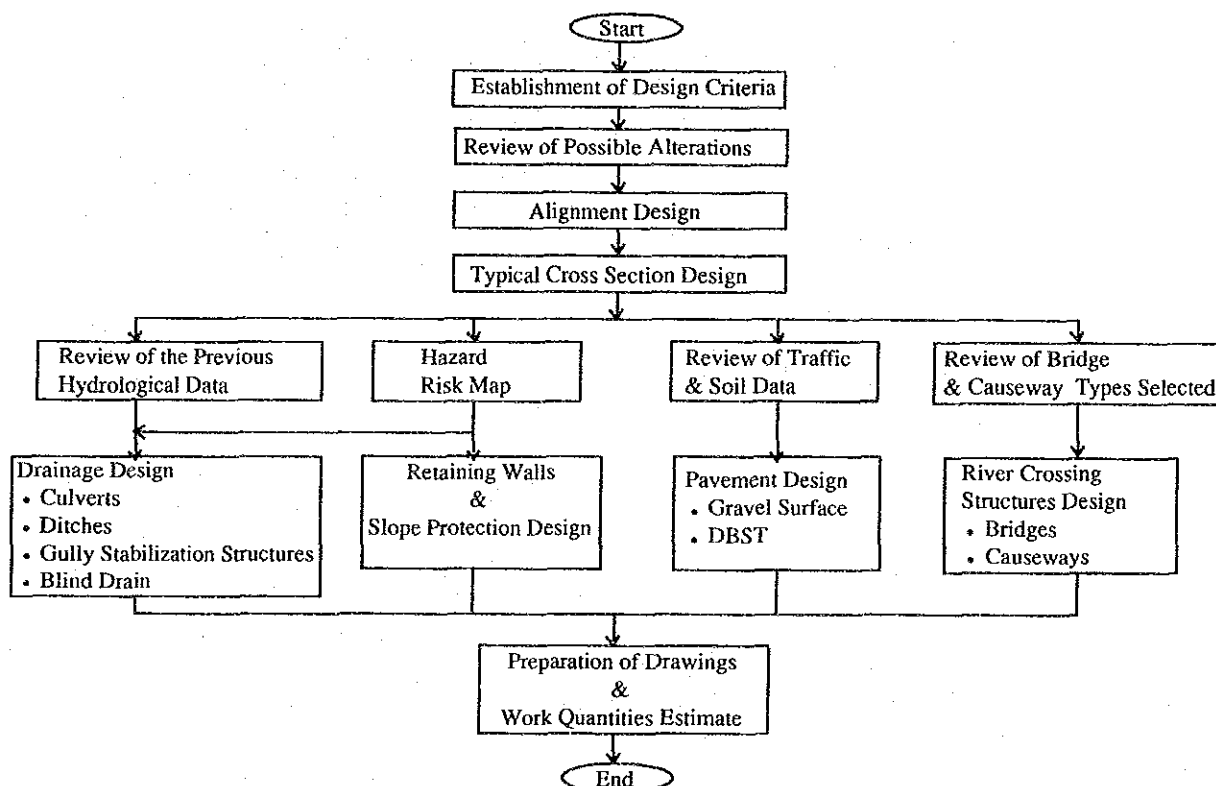 Start
Establishment of Design Criteria
Review of Possible Alterations
Alignment Design
Typical Cross Section Design
Review of the Previous
Hydrological Data
Hazard
Risk Map
Review of Traffic
& Soil Data
Review of Bridge
& Causeway Types Selected
Drainage Design
• Culverts
• Ditches
• Gully Stabilization Structures
• Blind Drain
Retaining Walls
&
Slope Protection Design
Pavement Design
• Gravel Surface
• DBST
River Crossing
Structures Design
• Bridges
• Causeways
Preparation of Drawings
&
Work Quantities Estimate
End